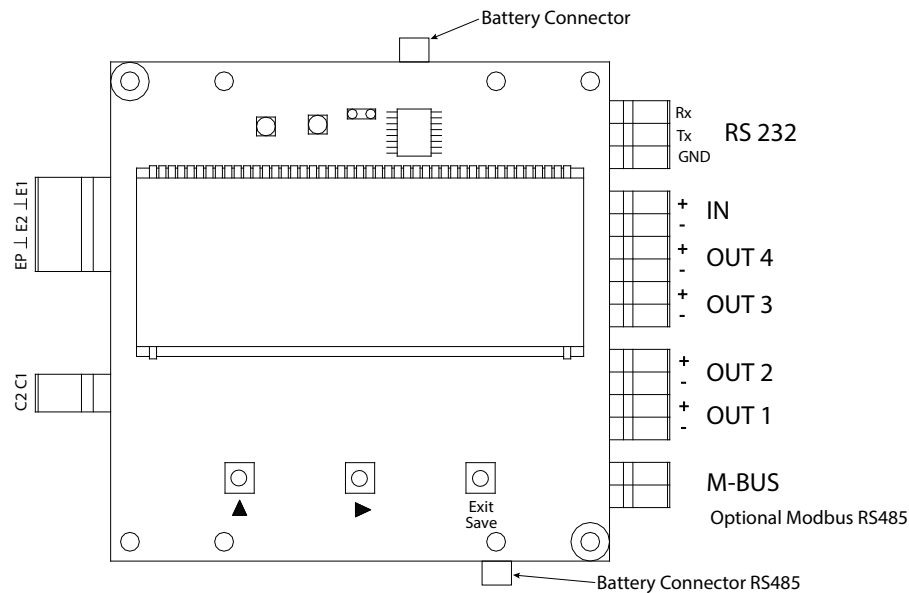 Battery Connector
Rx
Tx
GND
RS 232
EP ⊥ E2 ⊥ E1
+
-
IN
+
-
OUT 4
+
-
OUT 3
C2 C1
+
-
OUT 2
+
-
OUT 1
M-BUS
Optional Modbus RS485
▲
▶
Exit
Save
Battery Connector RS485